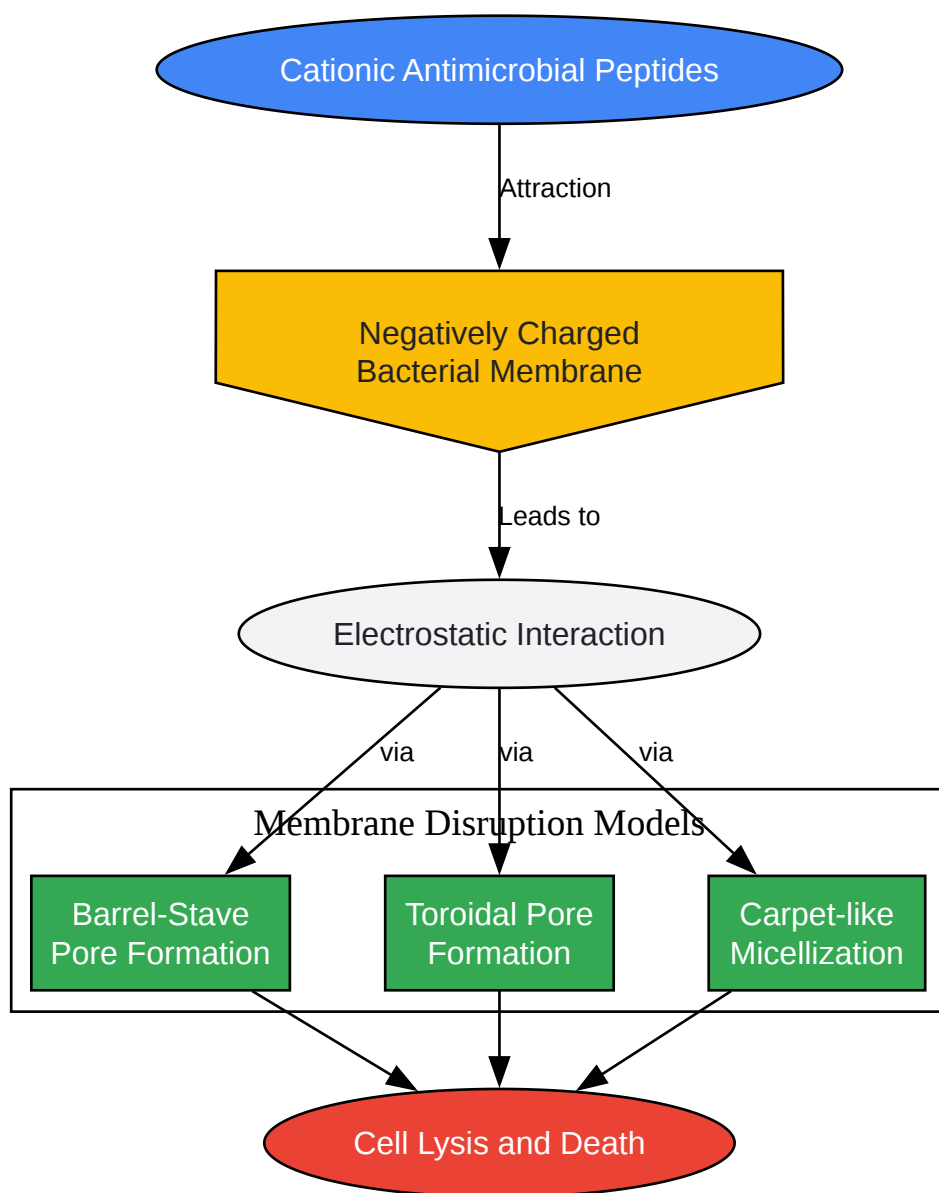 Cationic Antimicrobial Peptides
Attraction
Negatively Charged
Bacterial Membrane
Leads to
Electrostatic Interaction
via
via
via
Membrane Disruption Models
Barrel-Stave
Pore Formation
Toroidal Pore
Formation
Carpet-like
Micellization
Cell Lysis and Death